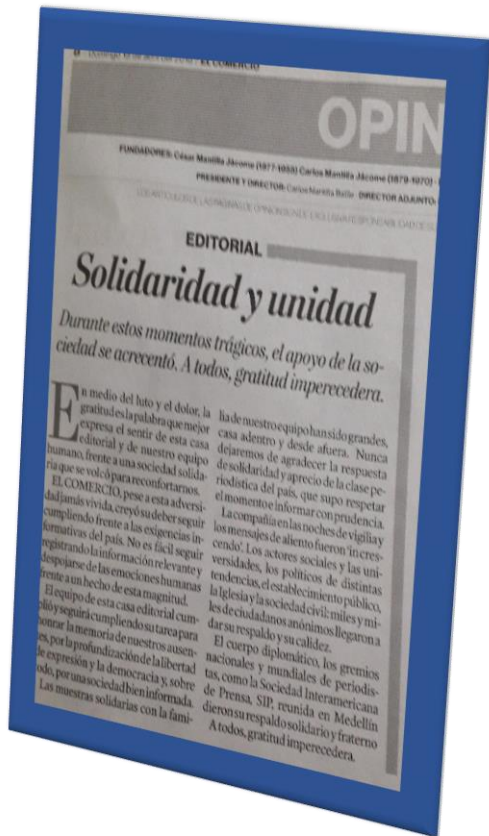 EL COMERCIO
OPIN
FUNDADORES: César Mantilla Jácome (1877-1955) Carlos Mantilla Jácome (1879-1970)
PRESIDENTE Y DIRECTOR: Carlos Mantilla DIRECTOR ADJUNTO:
EDITORIAL
Solidaridad y unidad
Durante estos momentos trágicos, el apoyo de la so-
ciedad se acrecentó. A todos, gratitud imperecedera.
En medio del luto y el dolor, la
gratitud es la palabra que mejor
expresa el sentir de esta casa
editorial y de nuestro equipo
humano, frente a una sociedad solida-
ria que se volcó para reconfortarnos.
EL COMERCIO, pese a esta adversi-
dad jamás vivida, creyó su deber seguir
cumpliendo frente a las exigencias in-
formativas del país. No es fácil seguir
registrando la información relevante y
despojarse de las emociones humanas
frente a un hecho de esta magnitud.
El equipo de esta casa editorial cum-
plió y seguirá cumpliendo su tarea para
onrar la memoria de nuestros ausen-
es, por la profundización de la libertad
e expresión y la democracia y, sobre
odo, por una sociedad bien informada.
Las muestras solidarias con la fami-
lia de nuestro equipo han sido grandes,
casa adentro y desde afuera. Nunca
dejaremos de agradecer la respuesta
de solidaridad y aprecio de la clase pe-
riodística del país, que supo respetar
el momento e informar con prudencia.
La compañía en las noches de vigilia y
los mensajes de aliento fueron 'in cres-
cendo'. Los actores sociales y las uni-
versidades, los políticos de distintas
tendencias, el establecimiento público,
la Iglesia y la sociedad civil: miles y mi-
les de ciudadanos anónimos llegaron a
dar su respaldo y su calidez.
El cuerpo diplomático, los gremios
nacionales y mundiales de periodis-
tas, como la Sociedad Interamericana
de Prensa, SIP, reunida en Medellín
dieron su respaldo solidario y fraterno
A todos, gratitud imperecedera.